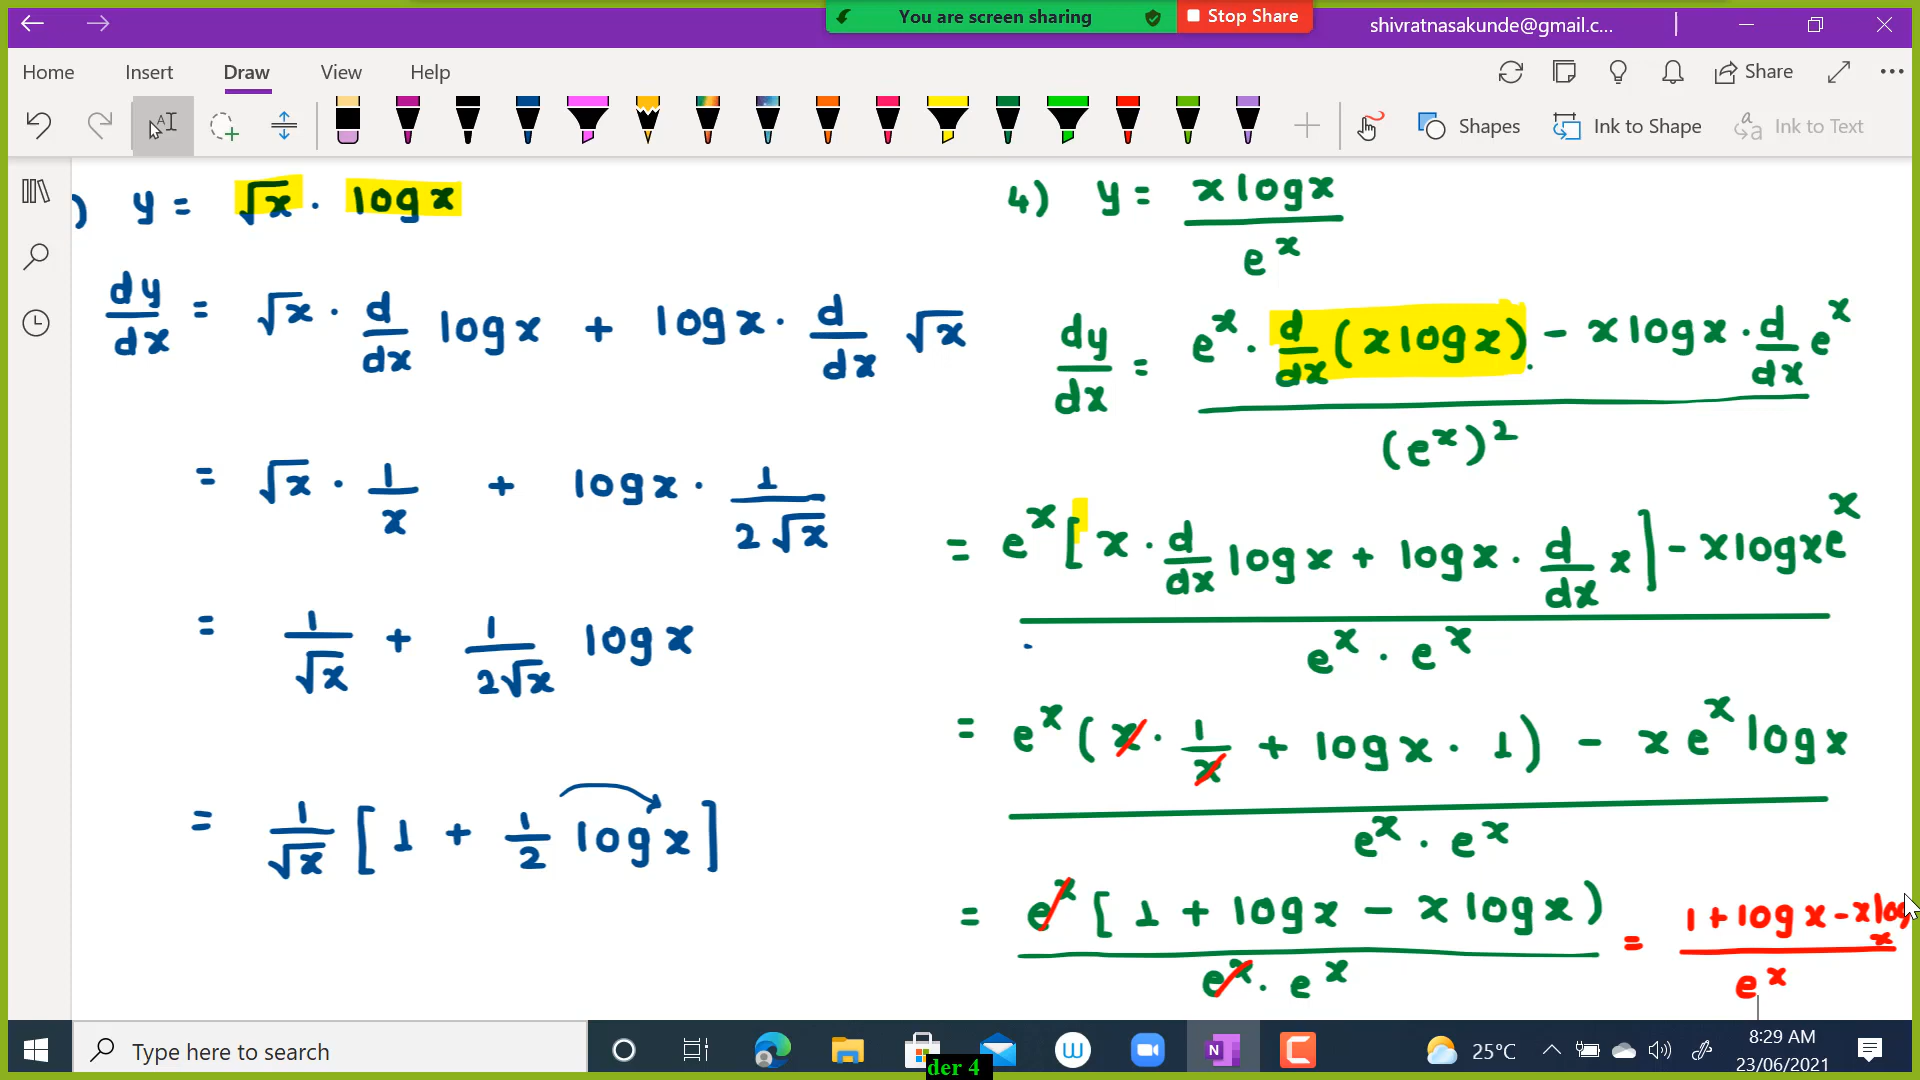 You are screen sharing
Stop Share
shivratnasakunde@gmail.c...
Home Insert Draw View Help
Share
Shapes
Ink to Shape
Ink to Text
) y = √x · log x
dy/dx = √x · d/dx log x + log x · d/dx √x
= √x · 1/x + log x · 1/2√x
= 1/√x + 1/2√x log x
= 1/√x [ 1 + 1/2 log x ]
4) y = x log x / e^x
dy/dx = e^x · d/dx (x log x) - x log x · d/dx e^x / (e^x)^2
= e^x [ x · d/dx log x + log x · d/dx x ] - x log x e^x / e^x · e^x
= e^x ( x · 1/x + log x · 1 ) - x e^x log x / e^x · e^x
= e^x [ 1 + log x - x log x ) / e^x · e^x = 1 + log x - x log x / e^x
Type here to search
der 4
25°C
8:29 AM
23/06/2021